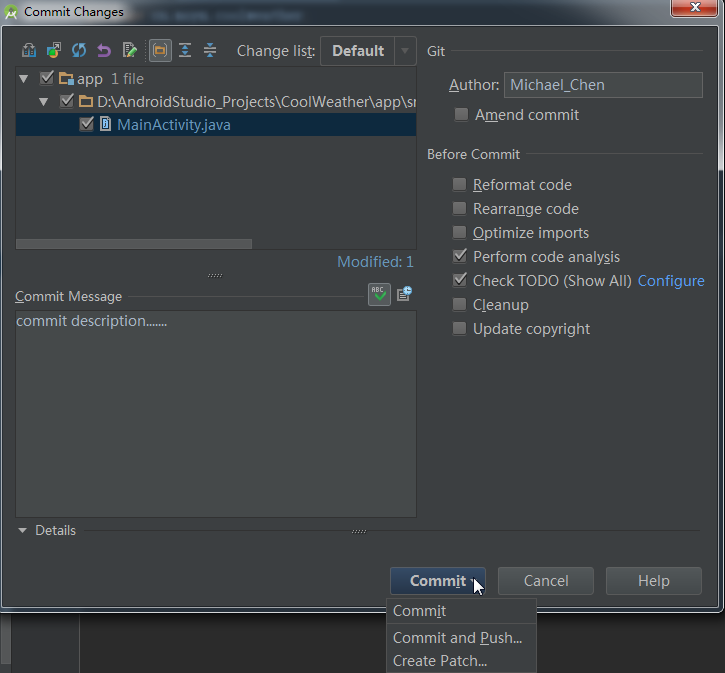 Commit Changes
Change list: Default
Git
app 1 file
Author: Michael_Chen
D:\AndroidStudio_Projects\CoolWeather\app\sr
Amend commit
MainActivity.java
Before Commit
Reformat code
Rearrange code
Optimize imports
Perform code analysis
Modified: 1
Check TODO (Show All) Configure
Commit Message
ABC
Cleanup
commit description.......
Update copyright
Details
Commit
Cancel
Help
Commit
Commit and Push...
Create Patch...